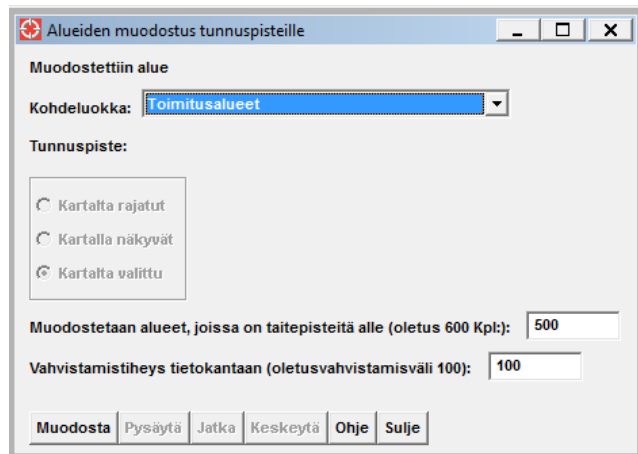 Alueiden muodostus tunnuspisteille
Muodostettiin alue
Kohdeluokka: Toimitusalueet
Tunnuspiste:
Kartalta rajatut
Kartalla näkyvät
Kartalta valittu
Muodostetaan alueet, joissa on taitepisteitä alle (oletus 600 Kpl:): 500
Vahvistamistiheys tietokantaan (oletusvahvistamisväli 100): 100
Muodosta Pysäytä Jatka Keskeytä Ohje Sulje